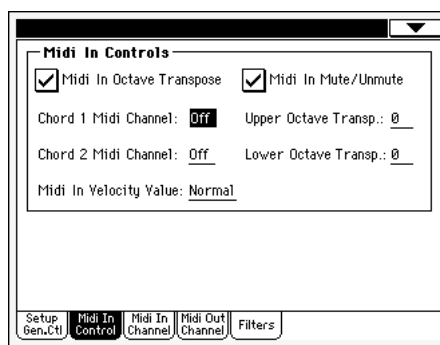 Midi In Controls
Midi In Octave Transpose Midi In Mute/Unmute
Chord 1 Midi Channel: Off Upper Octave Transp.: 0
Chord 2 Midi Channel: Off Lower Octave Transp.: 0
Midi In Velocity Value: Normal
Setup Gen.Ctl Midi In Control Midi In Channel Midi Out Channel Filters